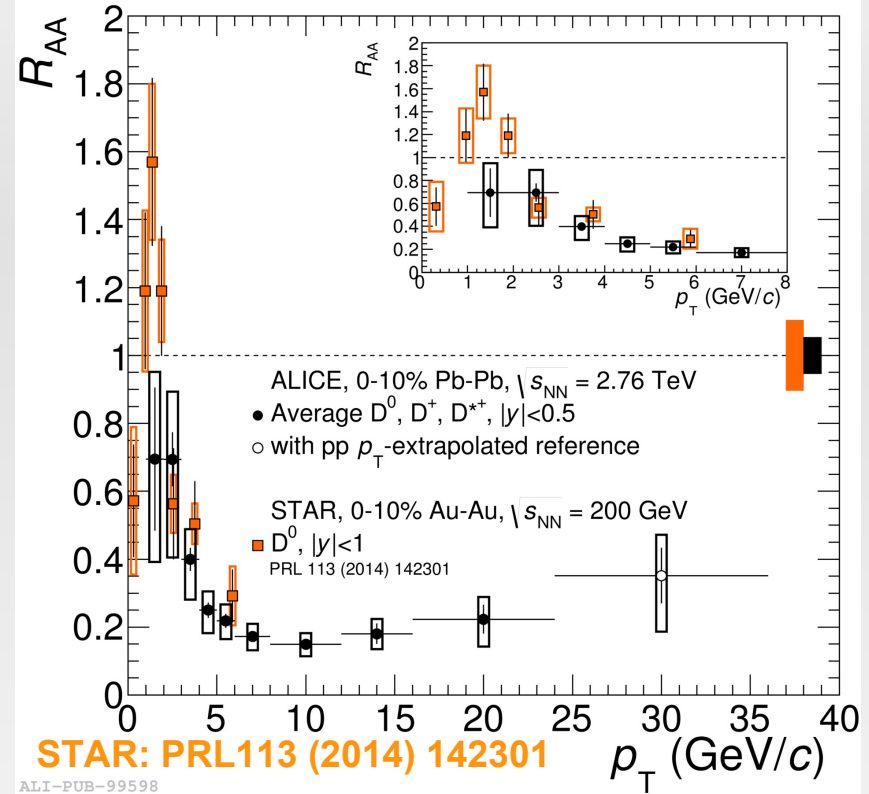 R_AA
2
1.8
1.6
1.4
1.2
1
0.8
0.6
0.4
0.2
0
R_AA
2
1.8
1.6
1.4
1.2
1
0.8
0.6
0.4
0.2
0
0 1 2 3 4 5 6 7 8
p_T (GeV/c)
ALICE, 0-10% Pb-Pb, √s_NN = 2.76 TeV
Average D⁰, D⁺, D*⁺, |y|<0.5
with pp p_T-extrapolated reference
STAR, 0-10% Au-Au, √s_NN = 200 GeV
D⁰, |y|<1
PRL 113 (2014) 142301
0 5 10 15 20 25 30 35 40
STAR: PRL113 (2014) 142301
p_T (GeV/c)
ALI-PUB-99598